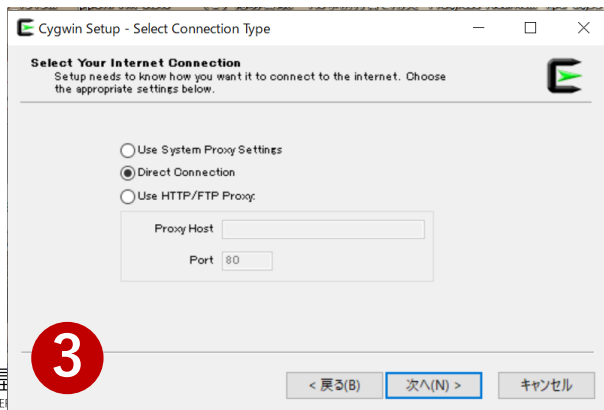 Cygwin Setup - Select Connection Type
Select Your Internet Connection
Setup needs to know how you want it to connect to the internet. Choose
the appropriate settings below.
Use System Proxy Settings
Direct Connection
Use HTTP/FTP Proxy:
Proxy Host
Port 80
3
< 戻る(B) 次へ(N) > キャンセル